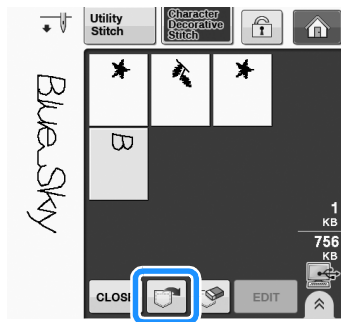 Utility
Stitch
Character
Decorative
Stitch
Blue_Sky
B
1
KB
756
KB
CLOSE
EDIT